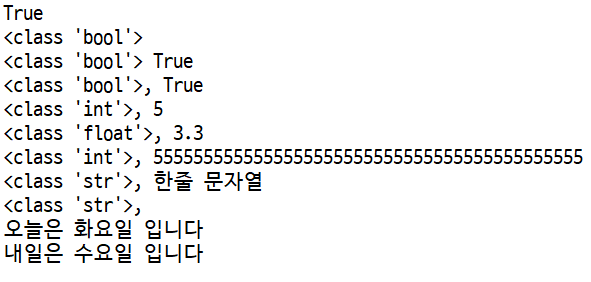 True
<class 'bool'>
<class 'bool'> True
<class 'bool'>, True
<class 'int'>, 5
<class 'float'>, 3.3
<class 'int'>, 5555555555555555555555555555555555555555555
<class 'str'>, 한줄 문자열
<class 'str'>,
오늘은 화요일 입니다
내일은 수요일 입니다